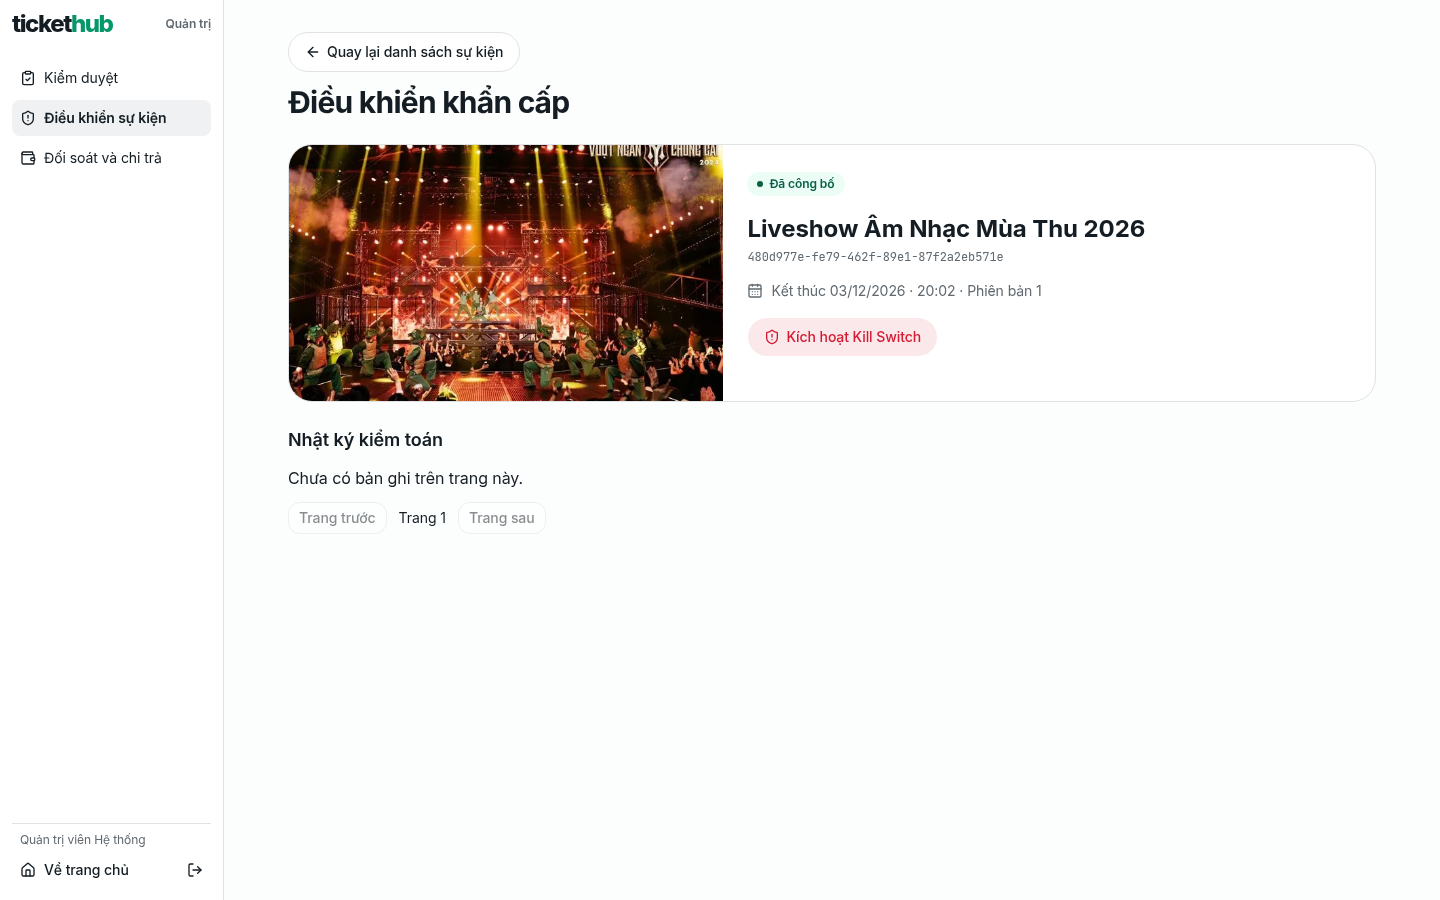 tickethub
Quản trị
Kiểm duyệt
Điều khiển sự kiện
Đối soát và chi trả
Quay lại danh sách sự kiện
Điều khiển khẩn cấp
2023
Đã công bố
Liveshow Âm Nhạc Mùa Thu 2026
480d977e-fe79-462f-89e1-87f2a2eb571e
Kết thúc 03/12/2026 · 20:02 · Phiên bản 1
Kích hoạt Kill Switch
Nhật ký kiểm toán
Chưa có bản ghi trên trang này.
Trang trước
Trang 1
Trang sau
Quản trị viên Hệ thống
Về trang chủ